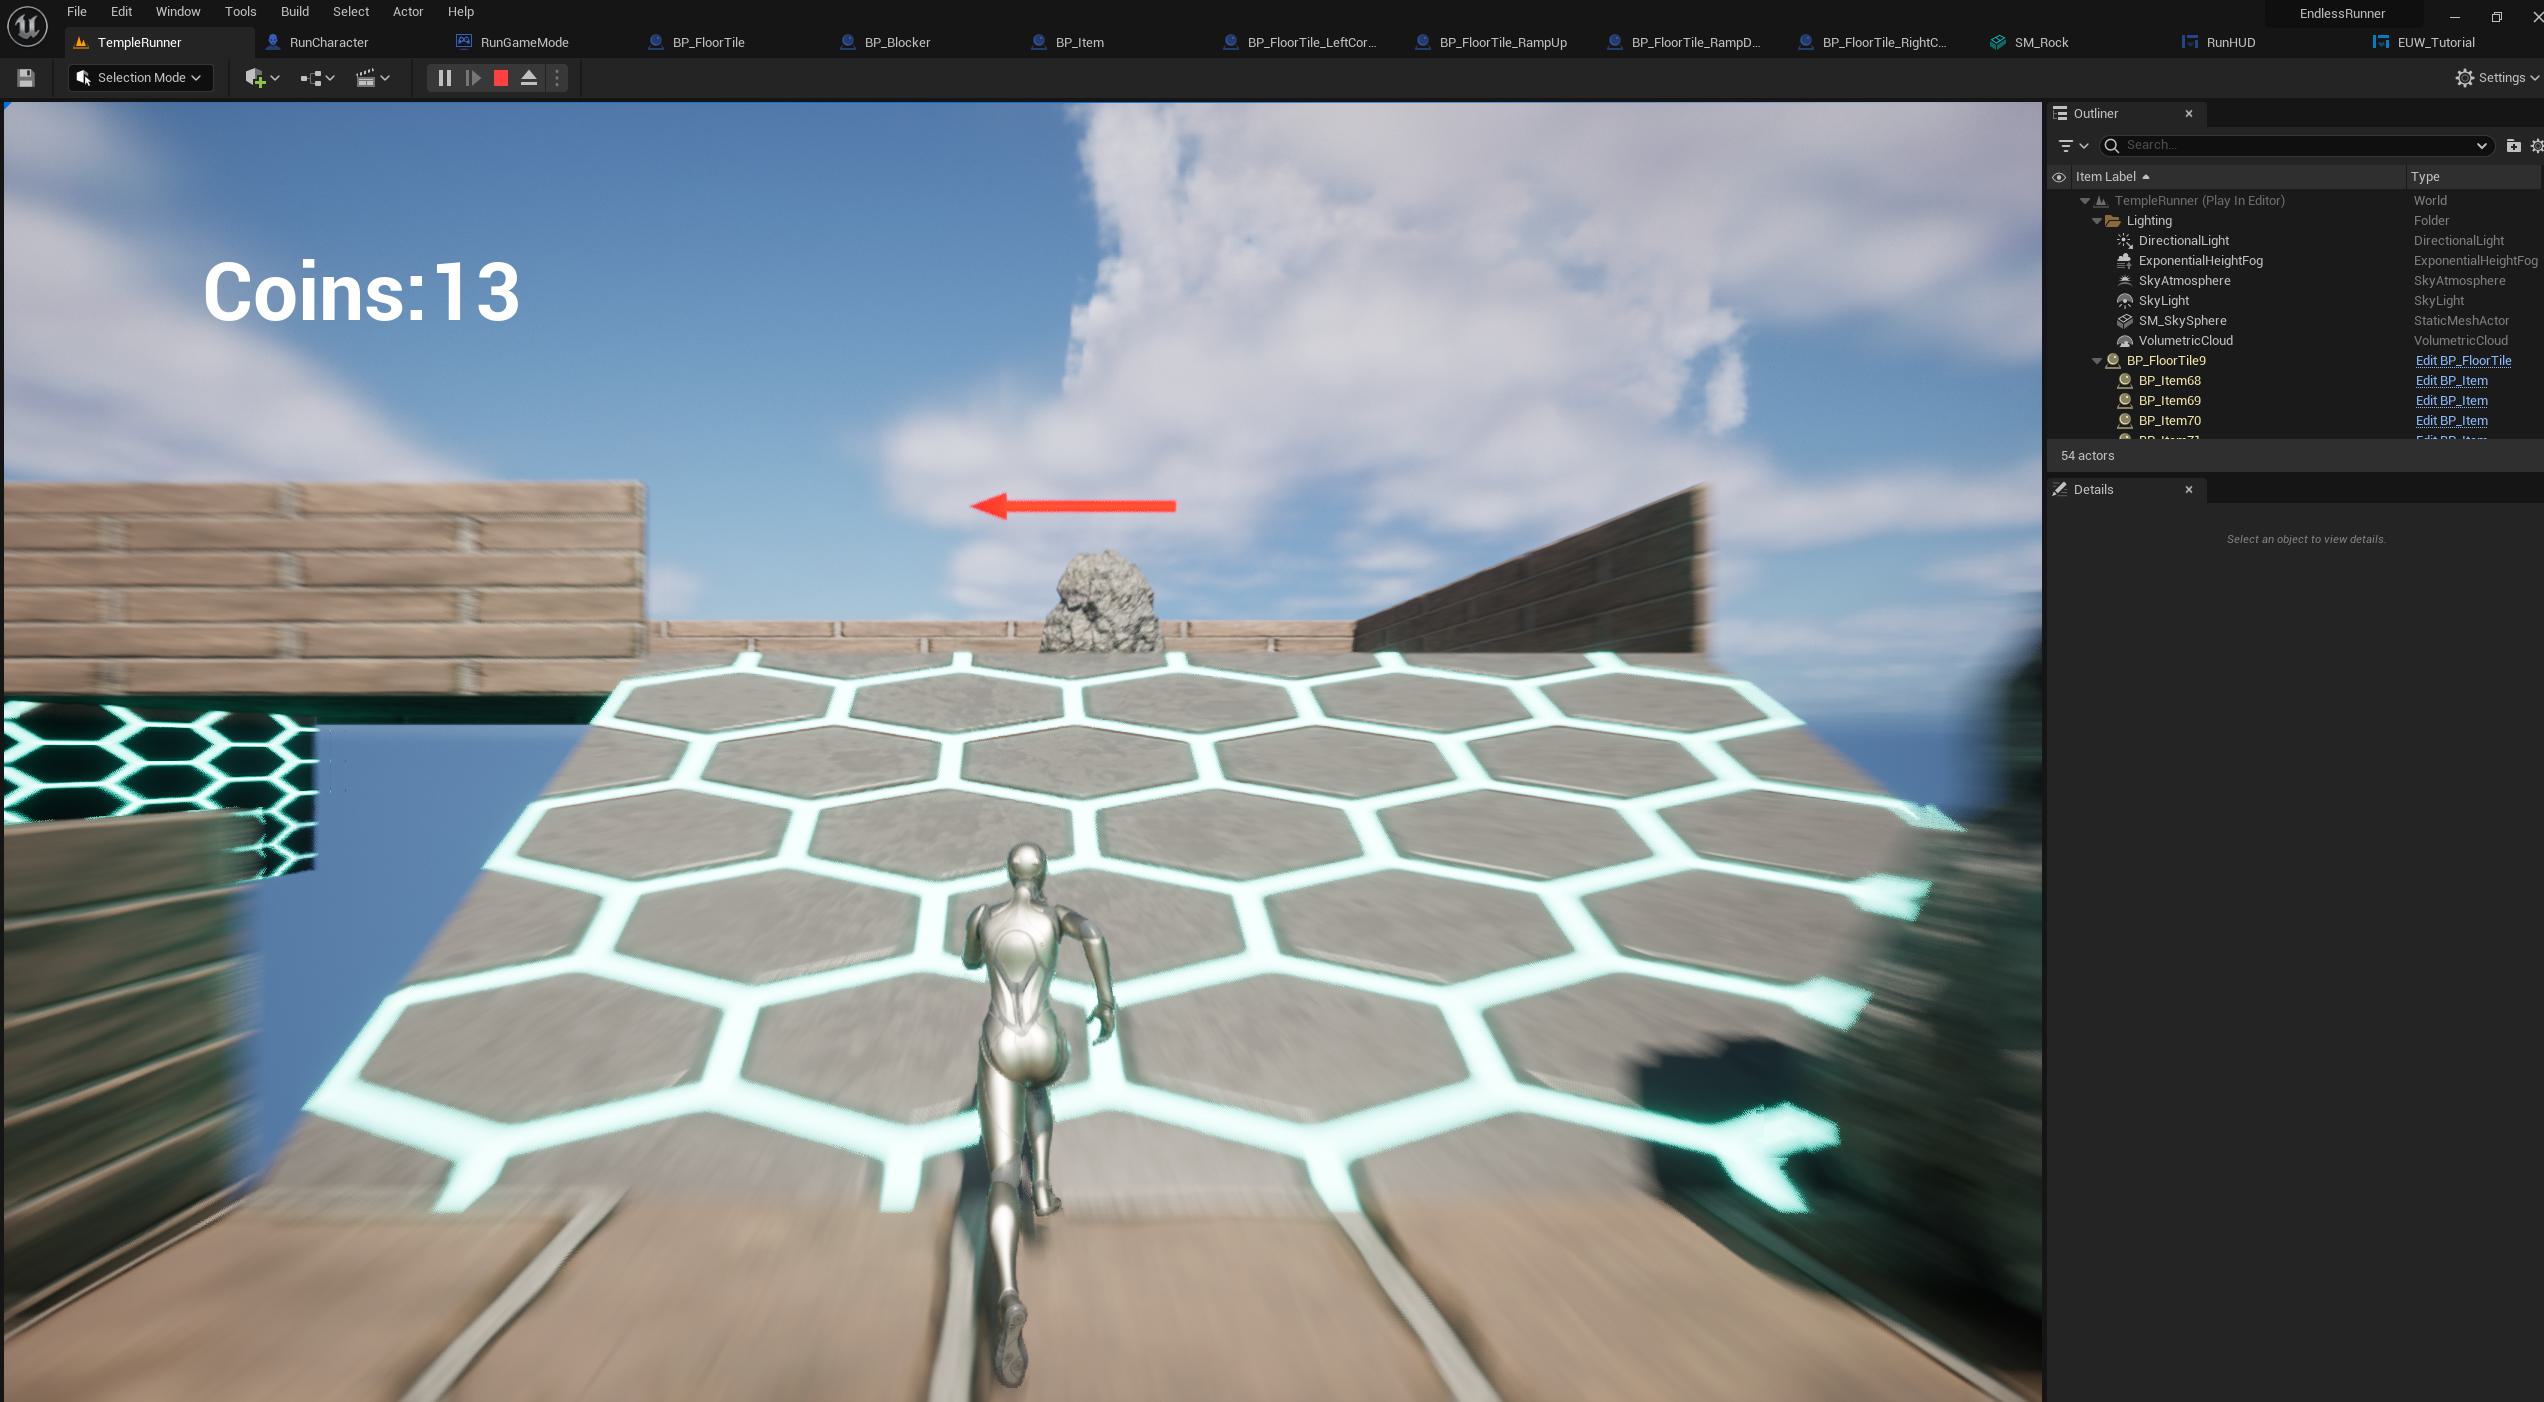 File Edit Window Tools Build Select Actor Help
EndlessRunner
TempleRunner RunCharacter RunGameMode BP_FloorTile BP_Blocker BP_Item BP_FloorTile_LeftCor... BP_FloorTile_RampUp BP_FloorTile_RampD... BP_FloorTile_RightC... SM_Rock RunHUD EUW_Tutorial
Selection Mode
Settings
Coins:13
Outliner
Search...
Item Label Type
TempleRunner (Play In Editor) World
Lighting Folder
DirectionalLight DirectionalLight
ExponentialHeightFog ExponentialHeightFog
SkyAtmosphere SkyAtmosphere
SkyLight SkyLight
SM_SkySphere StaticMeshActor
VolumetricCloud VolumetricCloud
BP_FloorTile9 Edit BP_FloorTile
BP_Item68 Edit BP_Item
BP_Item69 Edit BP_Item
BP_Item70 Edit BP_Item
54 actors
Details
Select an object to view details.